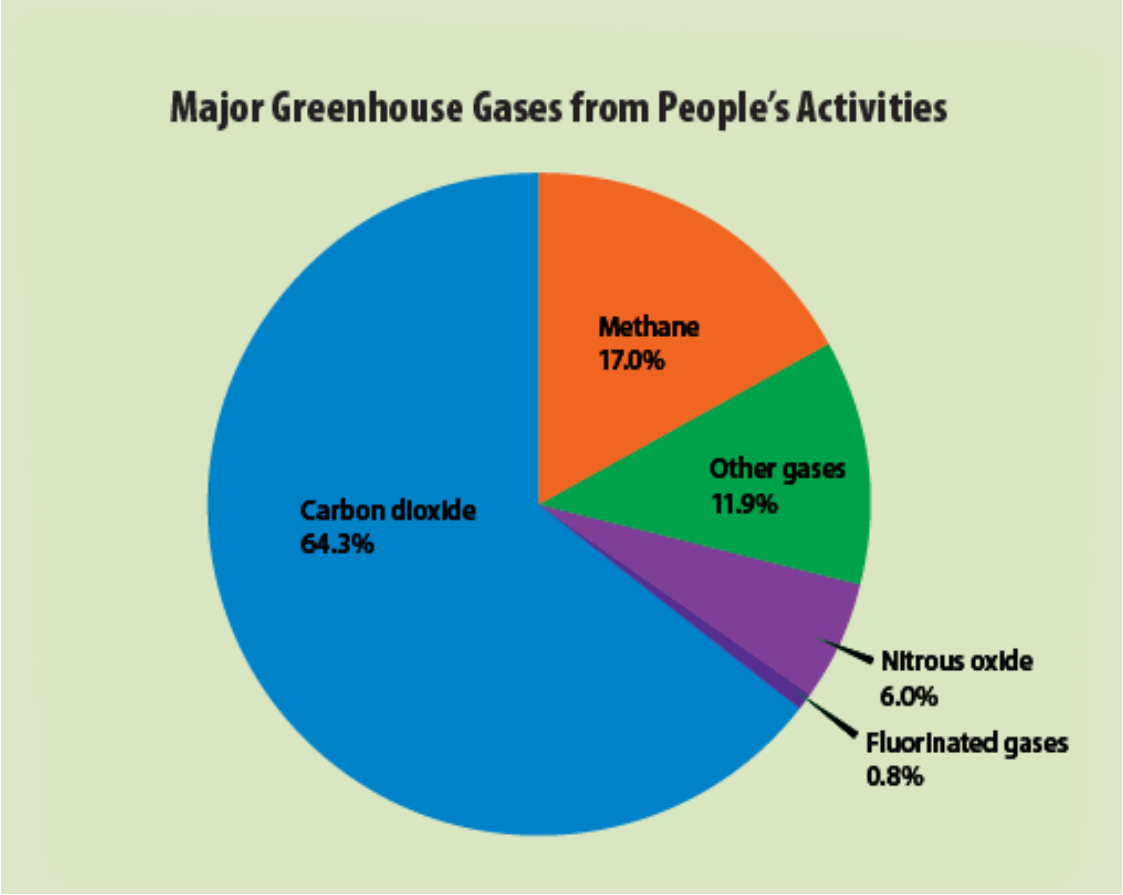 Major Greenhouse Gases from People’s Activities
Methane
17.0%
Other gases
11.9%
Carbon dioxide
64.3%
Nitrous oxide
6.0%
Fluorinated gases
0.8%